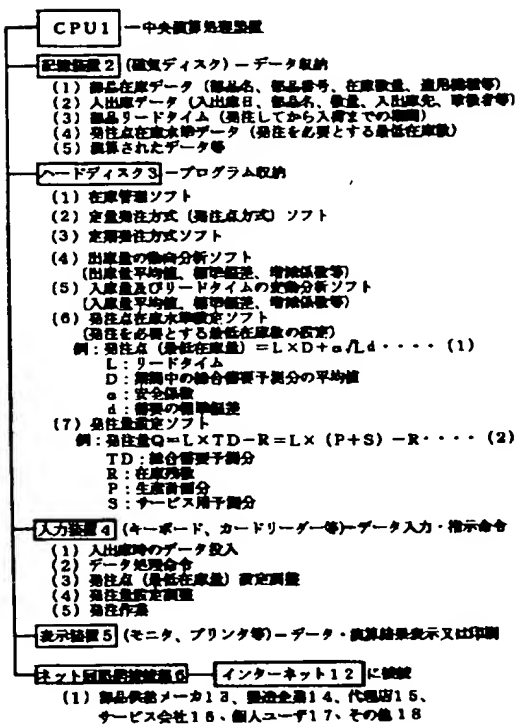 CPU1 ―中央演算処理装置
記憶装置2 (磁気ディスク) ―データ収納
(1) 部品在庫データ (部品名、部品番号、在庫数量、適用機種等)
(2) 入出庫データ (入出庫日、部品名、数量、入出庫先、取扱者等)
(3) 部品リードタイム (発注してから入荷までの期間)
(4) 発注点在庫水準データ (発注を必要とする最低在庫数)
(5) 演算されたデータ等
ハードディスク3 ―プログラム収納
(1) 在庫管理ソフト
(2) 定量発注方式 (発注点方式) ソフト
(3) 定期発注方式ソフト
(4) 出庫量の動向分析ソフト
(出庫量平均値、標準偏差、増減係数等)
(5) 入庫量及びリードタイムの変動分析ソフト
(入庫量平均値、標準偏差、増減係数等)
(6) 発注点在庫水準設定ソフト
(発注を必要とする最低在庫数の設定)
例:発注点 (最低在庫量) =L×D+α√Ld・・・・ (1)
L:リードタイム
D:期間中の総合需要予測分の平均値
α:安全係数
d:需要の標準偏差
(7) 発注量設定ソフト
例:発注量Q=L×TD-R=L× (P+S) -R・・・・ (2)
TD:総合需要予測分
R:在庫残数
P:生産計画分
S:サービス用予測分
入力装置4 (キーボード、カードリーダー等)―データ入力・指示命令
(1) 入出庫時のデータ投入
(2) データ処理命令
(3) 発注点 (最低在庫量) 設定調整
(4) 発注量設定調整
(5) 発注作業
表示装置5 (モニタ、プリンタ等) ―データ・演算結果表示又は印刷
ネット回路接続部6 ― インターネット12 に接続
(1) 部品供給メーカ13、製造企業14、代理店15、
サービス会社16、個人ユーザ17、その他18